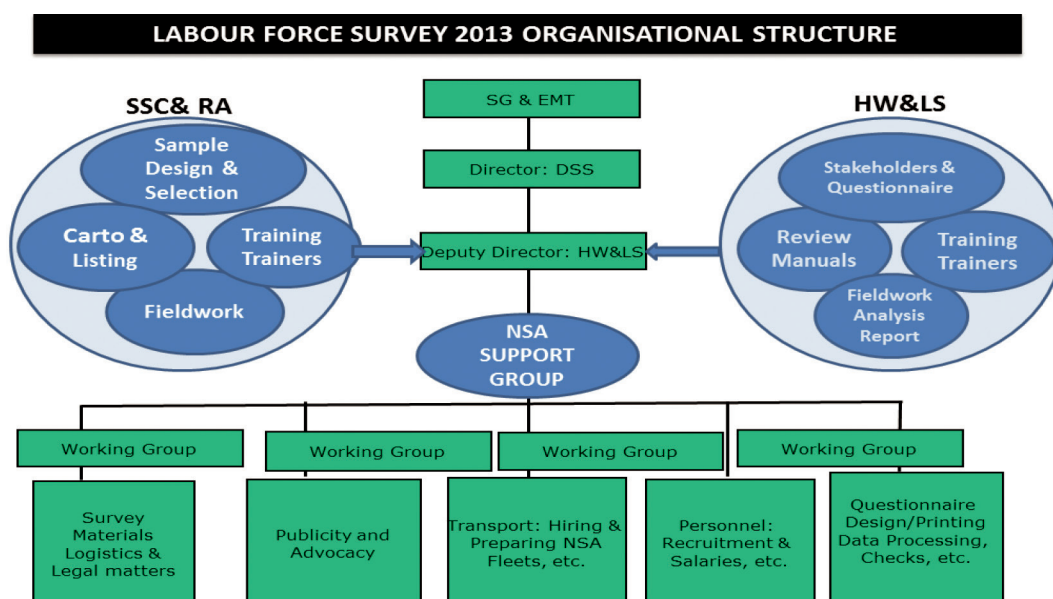 LABOUR FORCE SURVEY 2013 ORGANISATIONAL STRUCTURE
SSC& RA
Sample
Design &
Selection
Carto &
Listing
Training
Trainers
Fieldwork
SG & EMT
Director: DSS
Deputy Director: HW&LS
NSA
SUPPORT
GROUP
HW&LS
Stakeholders &
Questionnaire
Review
Manuals
Training
Trainers
Fieldwork
Analysis
Report
Working Group
Working Group
Working Group
Working Group
Survey
Materials
Logistics &
Legal matters
Publicity and
Advocacy
Transport: Hiring &
Preparing NSA
Fleets, etc.
Personnel:
Recruitment &
Salaries, etc.
Questionnaire
Design/Printing
Data Processing,
Checks, etc.